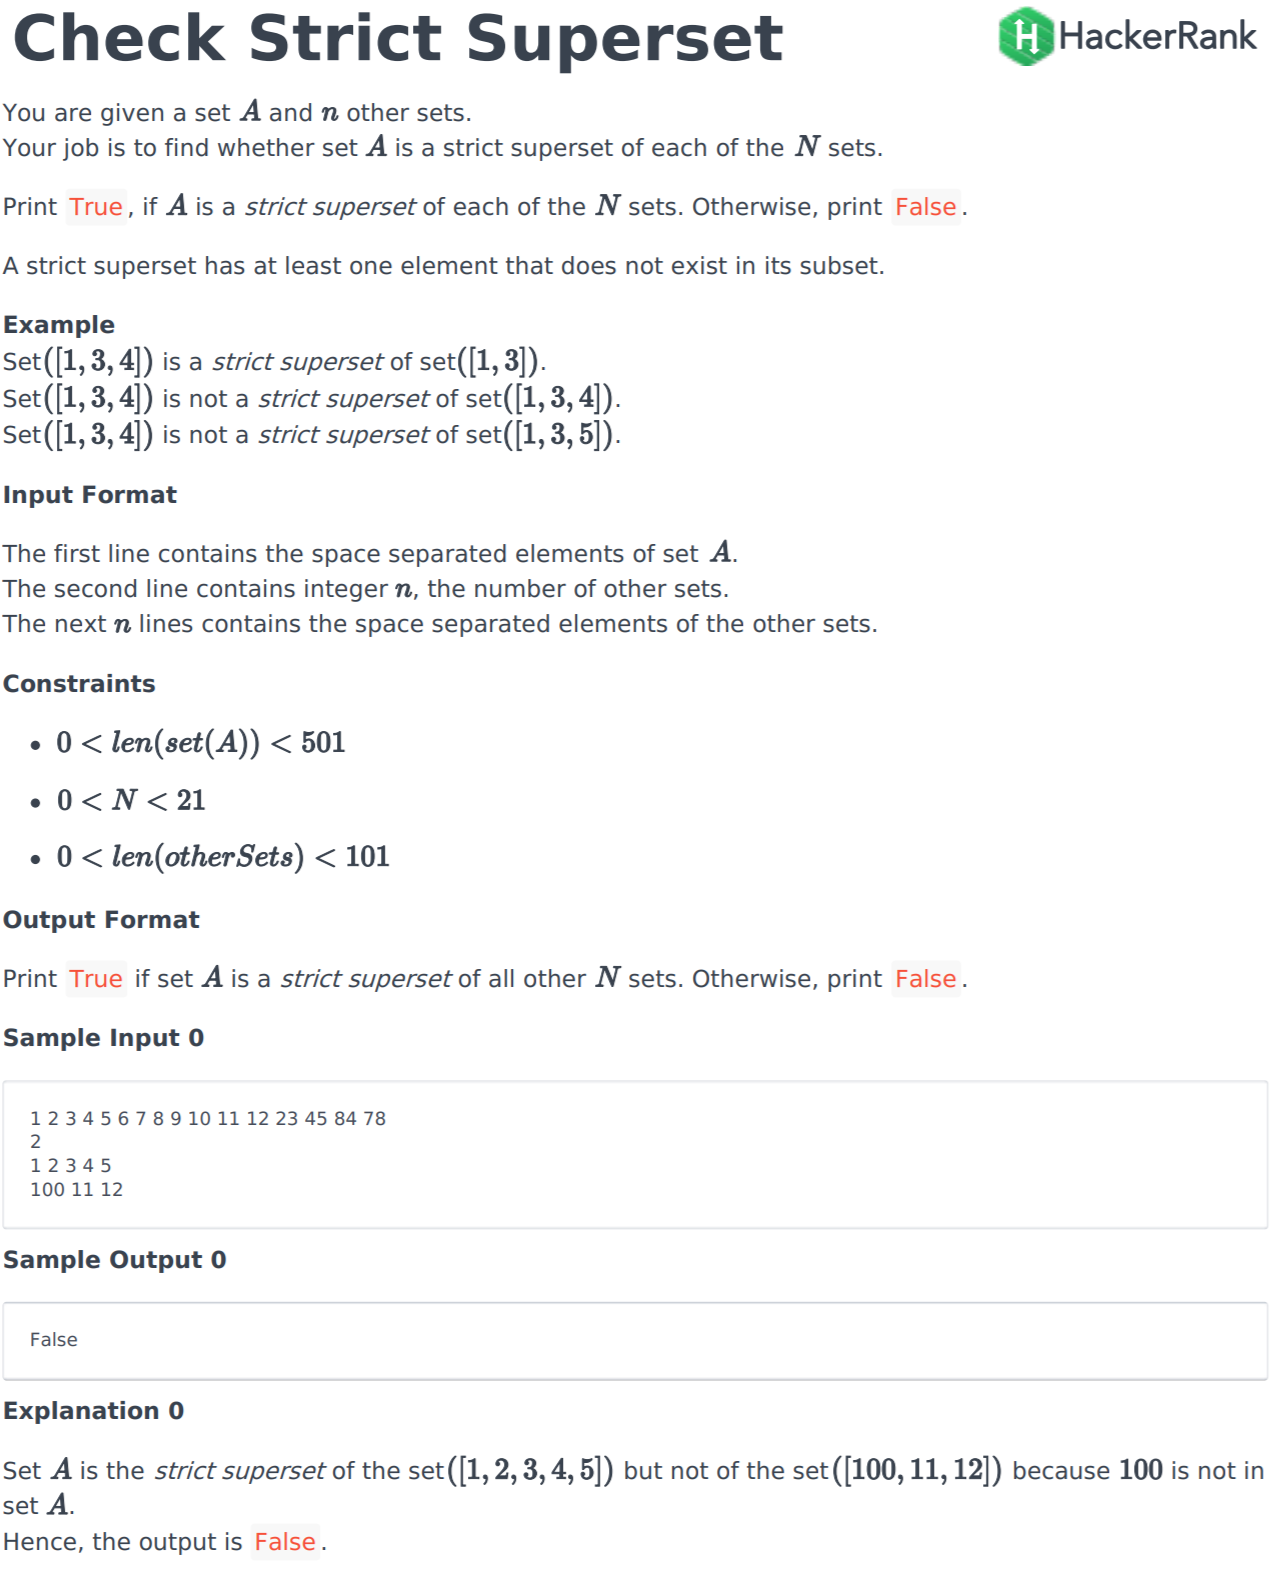 Check Strict Superset
HackerRank
You are given a set A and n other sets.
Your job is to find whether set A is a strict superset of each of the N sets.
Print True, if A is a strict superset of each of the N sets. Otherwise, print False.
A strict superset has at least one element that does not exist in its subset.
Example
Set([1, 3, 4]) is a strict superset of set([1, 3]).
Set([1, 3, 4]) is not a strict superset of set([1, 3, 4]).
Set([1, 3, 4]) is not a strict superset of set([1, 3, 5]).
Input Format
The first line contains the space separated elements of set A.
The second line contains integer n, the number of other sets.
The next n lines contains the space separated elements of the other sets.
Constraints
• 0 < len(set(A)) < 501
• 0 < N < 21
• 0 < len(otherSets) < 101
Output Format
Print True if set A is a strict superset of all other N sets. Otherwise, print False.
Sample Input 0
1 2 3 4 5 6 7 8 9 10 11 12 23 45 84 78
2
1 2 3 4 5
100 11 12
Sample Output 0
False
Explanation 0
Set A is the strict superset of the set([1, 2, 3, 4, 5]) but not of the set([100, 11, 12]) because 100 is not in
set A.
Hence, the output is False.